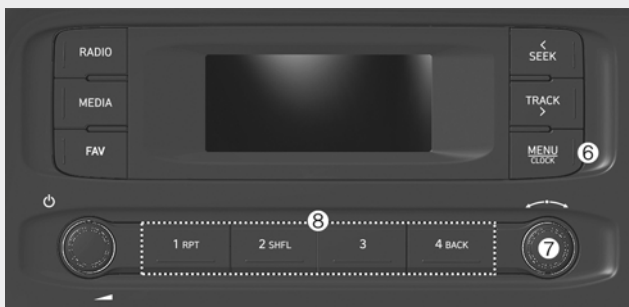 RADIO
MEDIA
FAV
<
SEEK
TRACK
>
MENU
CLOCK
6
8
1 RPT
2 SHFL
3
4 BACK
7